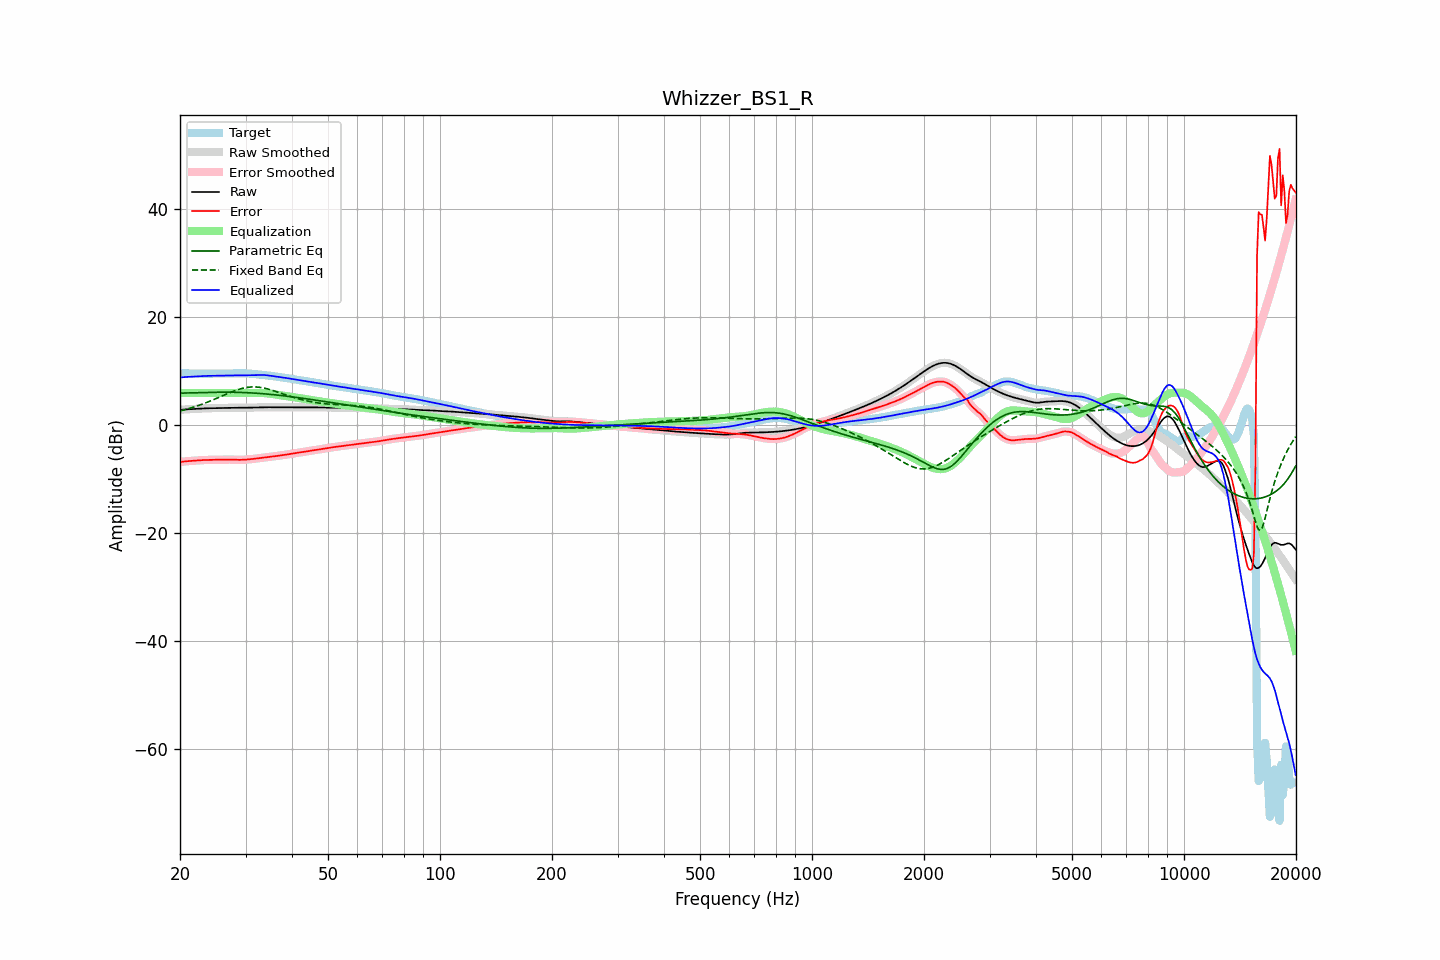 Whizzer_BS1_R
Target
Raw Smoothed
Error Smoothed
Raw
Error
Equalization
Parametric Eq
Fixed Band Eq
Equalized
Amplitude (dBr)
40
20
0
−20
−40
−60
20
50
100
200
500
1000
2000
5000
10000
20000
Frequency (Hz)